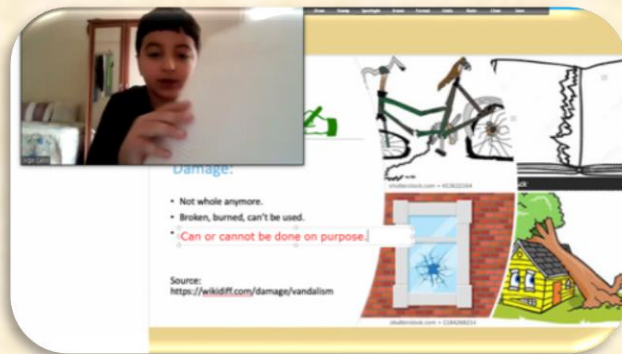 Damage:
• Not whole anymore.
• Broken, burned, can't be used.
• Can or cannot be done on purpose.
Source:
https://wikidiff.com/damage/vandalism
shutterstock.com •
shutterstock.com •